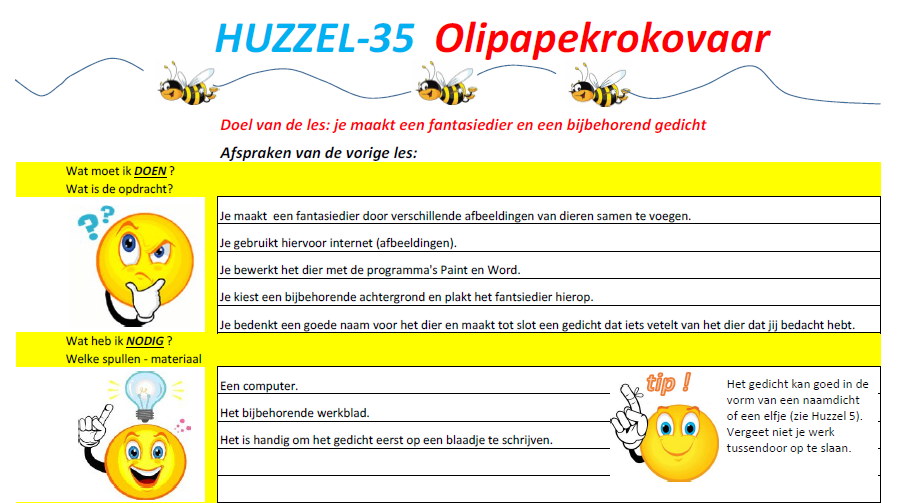 HUZZEL-35 Olipapekrokovaar
Doel van de les: je maakt een fantasiedier en een bijbehorend gedicht
Afspraken van de vorige les:
Wat moet ik DOEN ?
Wat is de opdracht?
Je maakt een fantasiedier door verschillende afbeeldingen van dieren samen te voegen.
Je gebruikt hiervoor internet (afbeeldingen).
Je bewerkt het dier met de programma's Paint en Word.
Je kiest een bijbehorende achtergrond en plakt het fantsiedier hierop.
Je bedenkt een goede naam voor het dier en maakt tot slot een gedicht dat iets vetelt van het dier dat jij bedacht hebt.
Wat heb ik NODIG ?
Welke spullen - materiaal
Een computer.
Het bijbehorende werkblad.
Het is handig om het gedicht eerst op een blaadje te schrijven.
tip !
Het gedicht kan goed in de
vorm van een naamdicht
of een elfje (zie Huzzel 5).
Vergeet niet je werk
tussendoor op te slaan.